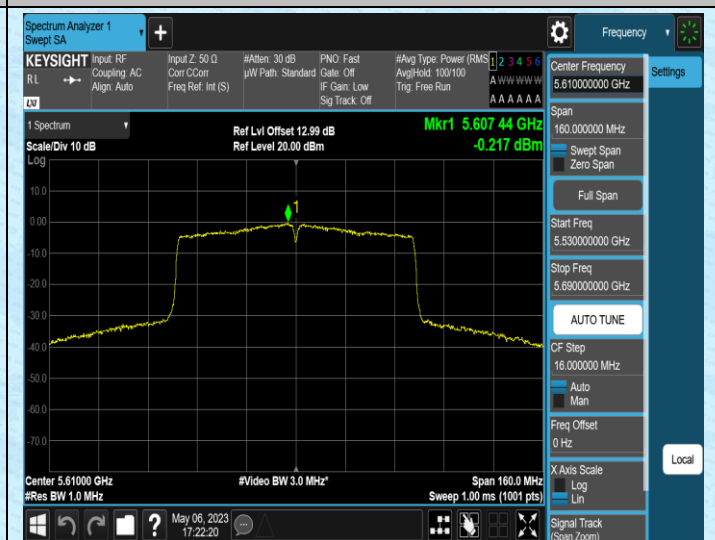 Spectrum Analyzer 1
Swept SA
+
Frequency
KEYSIGHT
RL
LXI
Input: RF
Coupling: AC
Align: Auto
Input Z: 50 Ω
Corr CCorr
Freq Ref: Int (S)
#Atten: 30 dB
µW Path: Standard
PNO: Fast
Gate: Off
IF Gain: Low
Sig Track: Off
#Avg Type: Power (RMS
Avg|Hold: 100/100
Trig: Free Run
1 2 3 4 5 6
A W W W W W
A A A A A A
1 Spectrum
Scale/Div 10 dB
Log
Ref Lvl Offset 12.99 dB
Ref Level 20.00 dBm
Mkr1 5.607 44 GHz
-0.217 dBm
1
10.0
0.00
-10.0
-20.0
-30.0
-40.0
-50.0
-60.0
-70.0
Center 5.61000 GHz
#Res BW 1.0 MHz
#Video BW 3.0 MHz*
Span 160.0 MHz
Sweep 1.00 ms (1001 pts)
?
May 06, 2023
17:22:20
Center Frequency
5.610000000 GHz
Span
160.000000 MHz
Swept Span
Zero Span
Full Span
Start Freq
5.530000000 GHz
Stop Freq
5.690000000 GHz
AUTO TUNE
CF Step
16.000000 MHz
Auto
Man
Freq Offset
0 Hz
X Axis Scale
Log
Lin
Signal Track
(Span Zoom)
Settings
Local